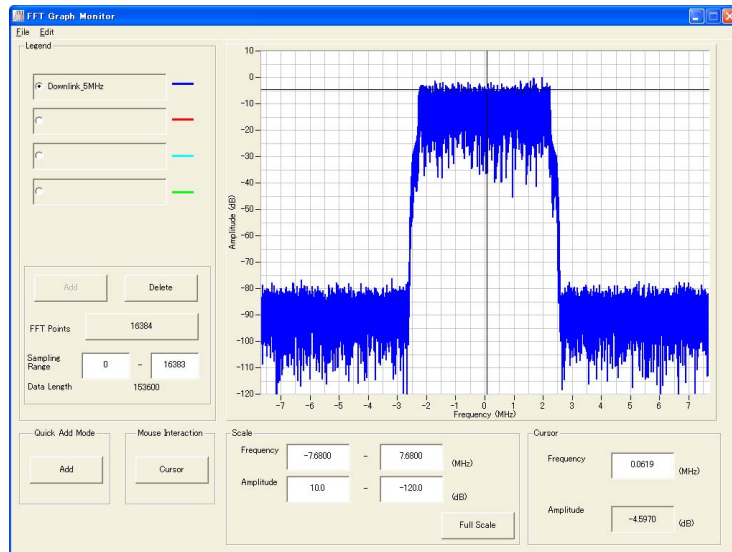 FFT Graph Monitor
File Edit
Legend
Downlink_5MHz
Add Delete
FFT Points 16384
Sampling Range 0 - 16383
Data Length 153600
Quick Add Mode
Add
Mouse Interaction
Cursor
10
0
-10
-20
-30
-40
-50
-60
-70
-80
-90
-100
-110
-120
Amplitude (dB)
-7 -6 -5 -4 -3 -2 -1 0 1 2 3 4 5 6 7
Frequency (MHz)
Scale
Frequency -7.6800 - 7.6800 (MHz)
Amplitude 10.0 - -120.0 (dB)
Full Scale
Cursor
Frequency 0.0619 (MHz)
Amplitude -4.5970 (dB)